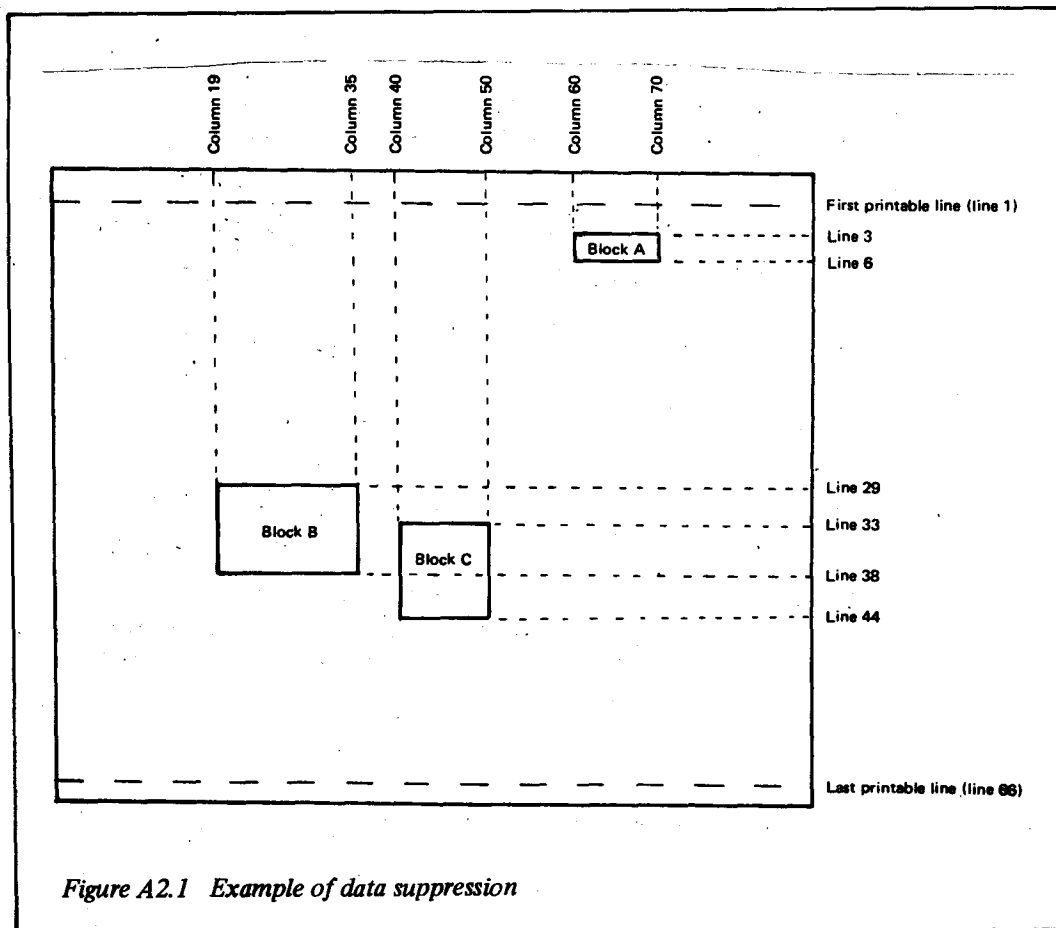 Column 19
Column 35
Column 40
Column 50
Column 60
Column 70
First printable line (line 1)
Line 3
Block A
Line 6
Line 29
Block B
Line 33
Block C
Line 38
Line 44
Last printable line (line 66)
Figure A2.1 Example of data suppression